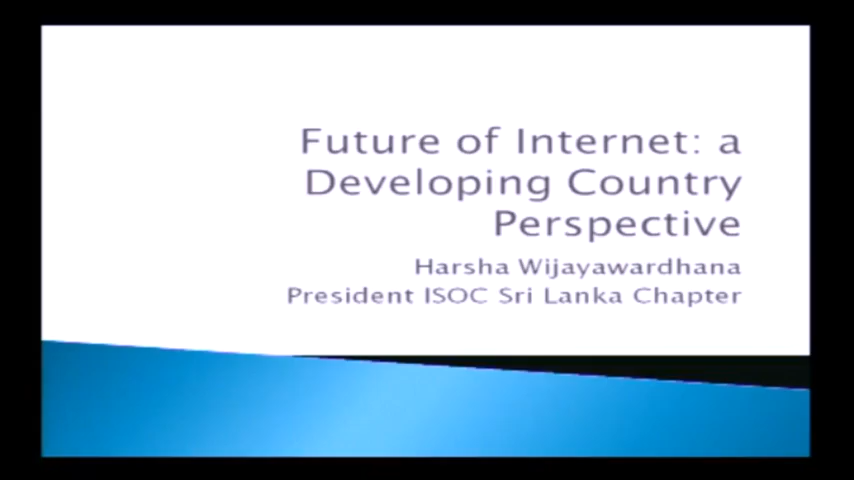 Future of Internet: a
Developing Country
Perspective
Harsha Wijayawardhana
President ISOC Sri Lanka Chapter